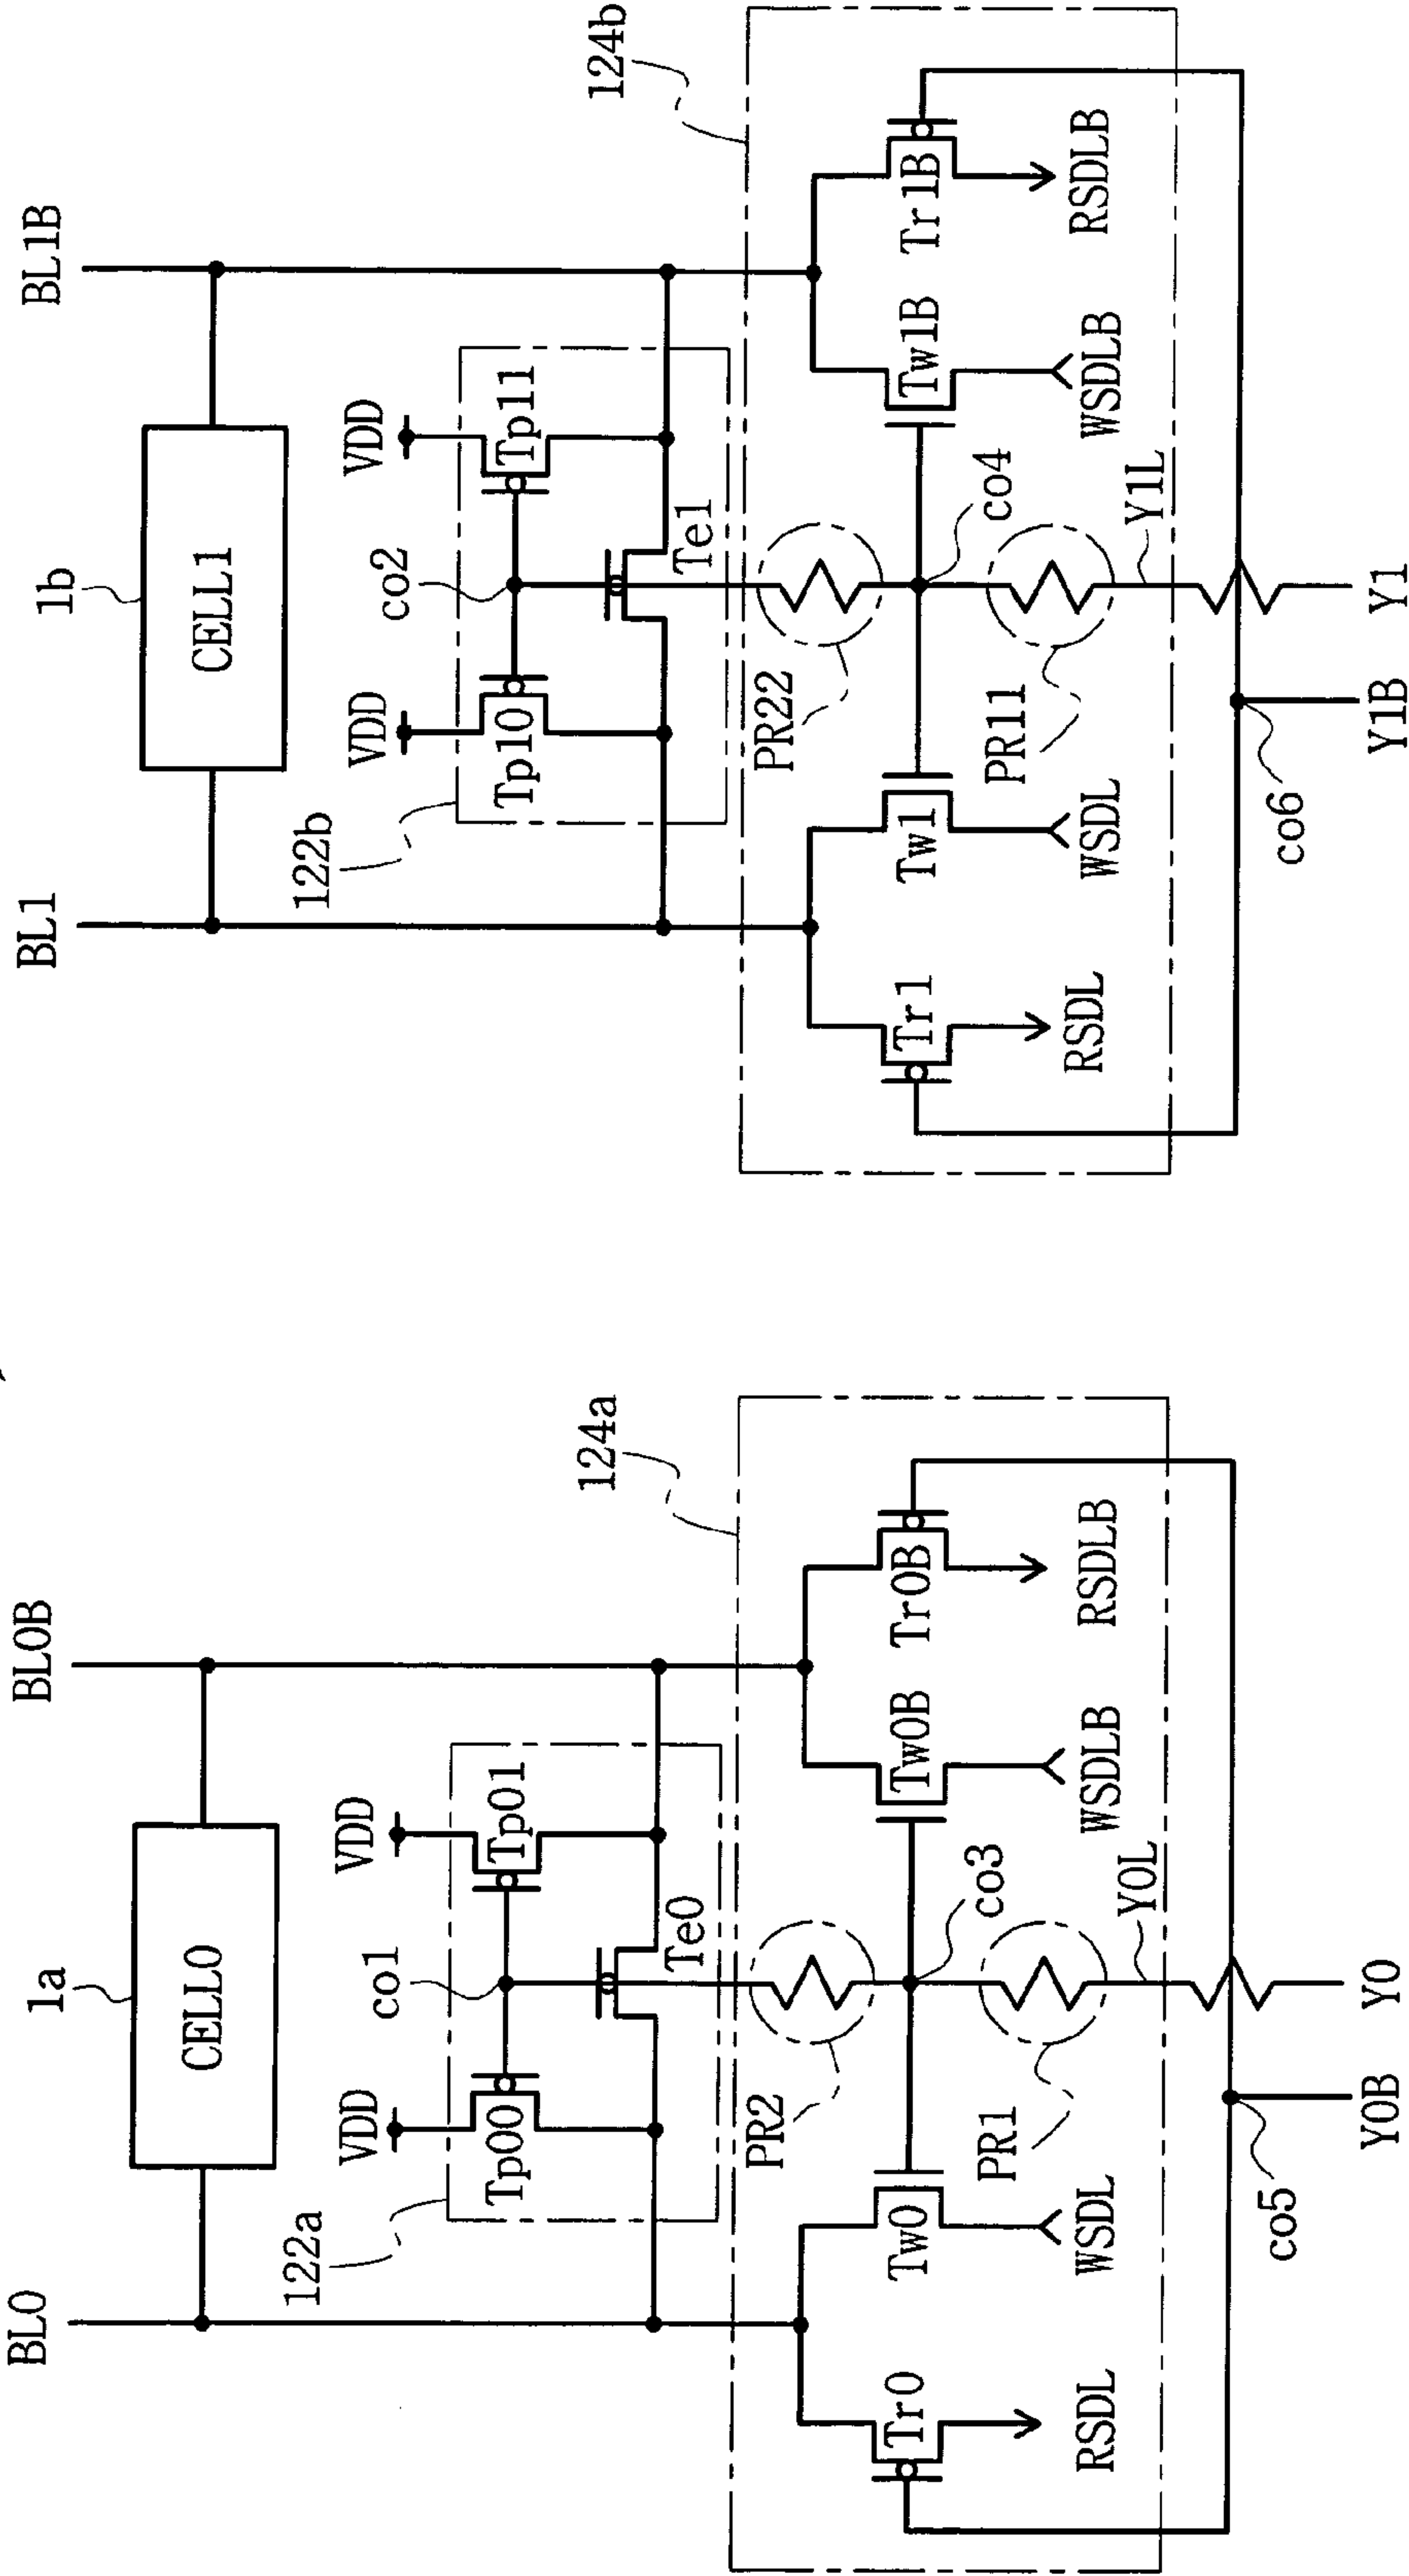 BL0
BL0B
1a
CELL0
VDD
VDD
co1
122a
Tp00
Tp01
Te0
124a
PR2
co3
Tr0
Tw0
Tw0B
Tr0B
PR1
Y0L
RSDL
WSDL
WSDLB
RSDLB
co5
Y0B
Y0
BL1
BL1B
1b
CELL1
VDD
VDD
co2
122b
Tp10
Tp11
Te1
124b
PR22
co4
Tr1
Tw1
Tw1B
Tr1B
PR11
Y1L
RSDL
WSDL
WSDLB
RSDLB
co6
Y1B
Y1